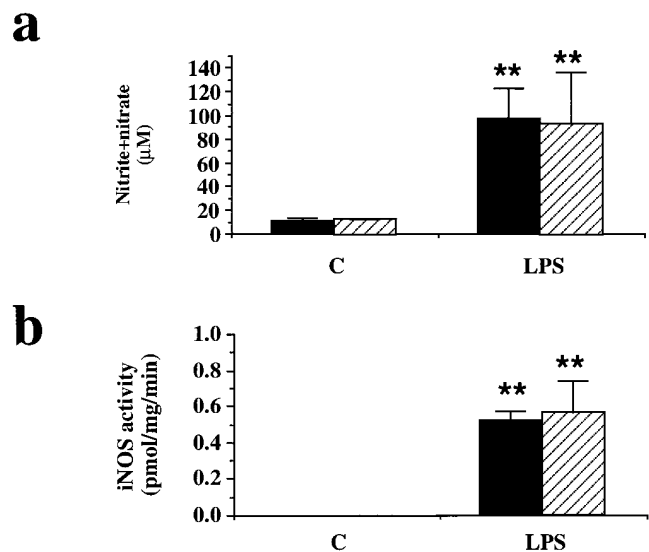 a
Nitrite+nitrate
(μM)
140
120
100
80
60
40
20
0
**
**
C
LPS
b
iNOS activity
(pmol/mg/min)
1.0
0.8
0.6
0.4
0.2
0.0
**
**
C
LPS